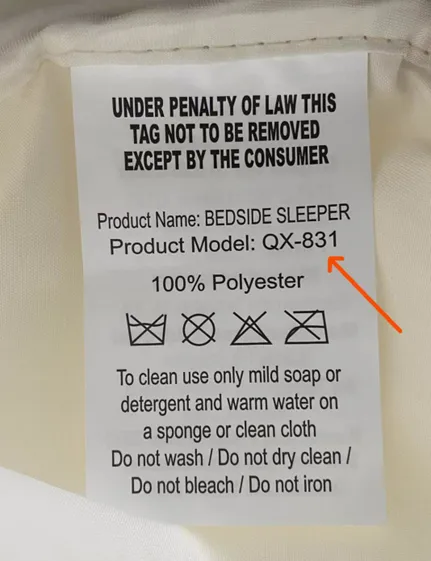 UNDER PENALTY OF LAW THIS
TAG NOT TO BE REMOVED
EXCEPT BY THE CONSUMER
Product Name: BEDSIDE SLEEPER
Product Model: QX-831
100% Polyester
To clean use only mild soap or
detergent and warm water on
a sponge or clean cloth
Do not wash / Do not dry clean /
Do not bleach / Do not iron